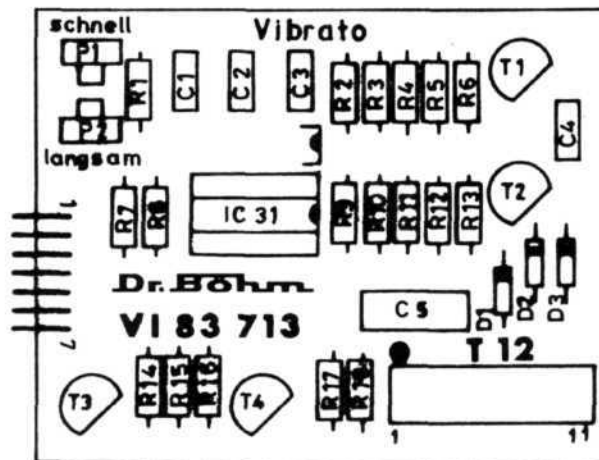 schnell
Vibrato
P1
R1
C1
C2
C3
R2
R3
R4
R5
R6
T1
C4
P2
langsam
R7
R8
IC 31
R9
R10
R11
R12
R13
T2
1
Dr. Böhm
C5
D1
D2
D3
VI 83 713
7
T 12
T3
R14
R15
R16
T4
R17
1
11